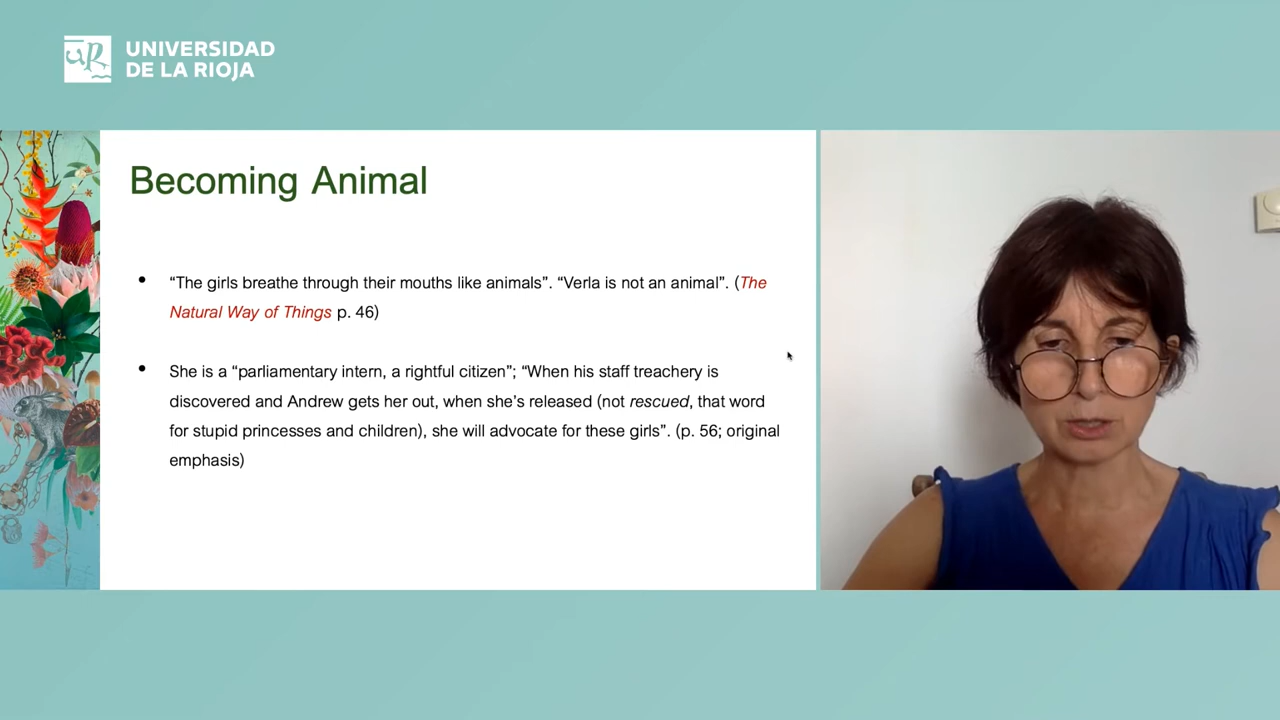 UNIVERSIDAD
DE LA RIOJA
Becoming Animal
• “The girls breathe through their mouths like animals”. “Verla is not an animal”. (The
Natural Way of Things p. 46)
• She is a “parliamentary intern, a rightful citizen”; “When his staff treachery is
discovered and Andrew gets her out, when she’s released (not rescued, that word
for stupid princesses and children), she will advocate for these girls”. (p. 56; original
emphasis)